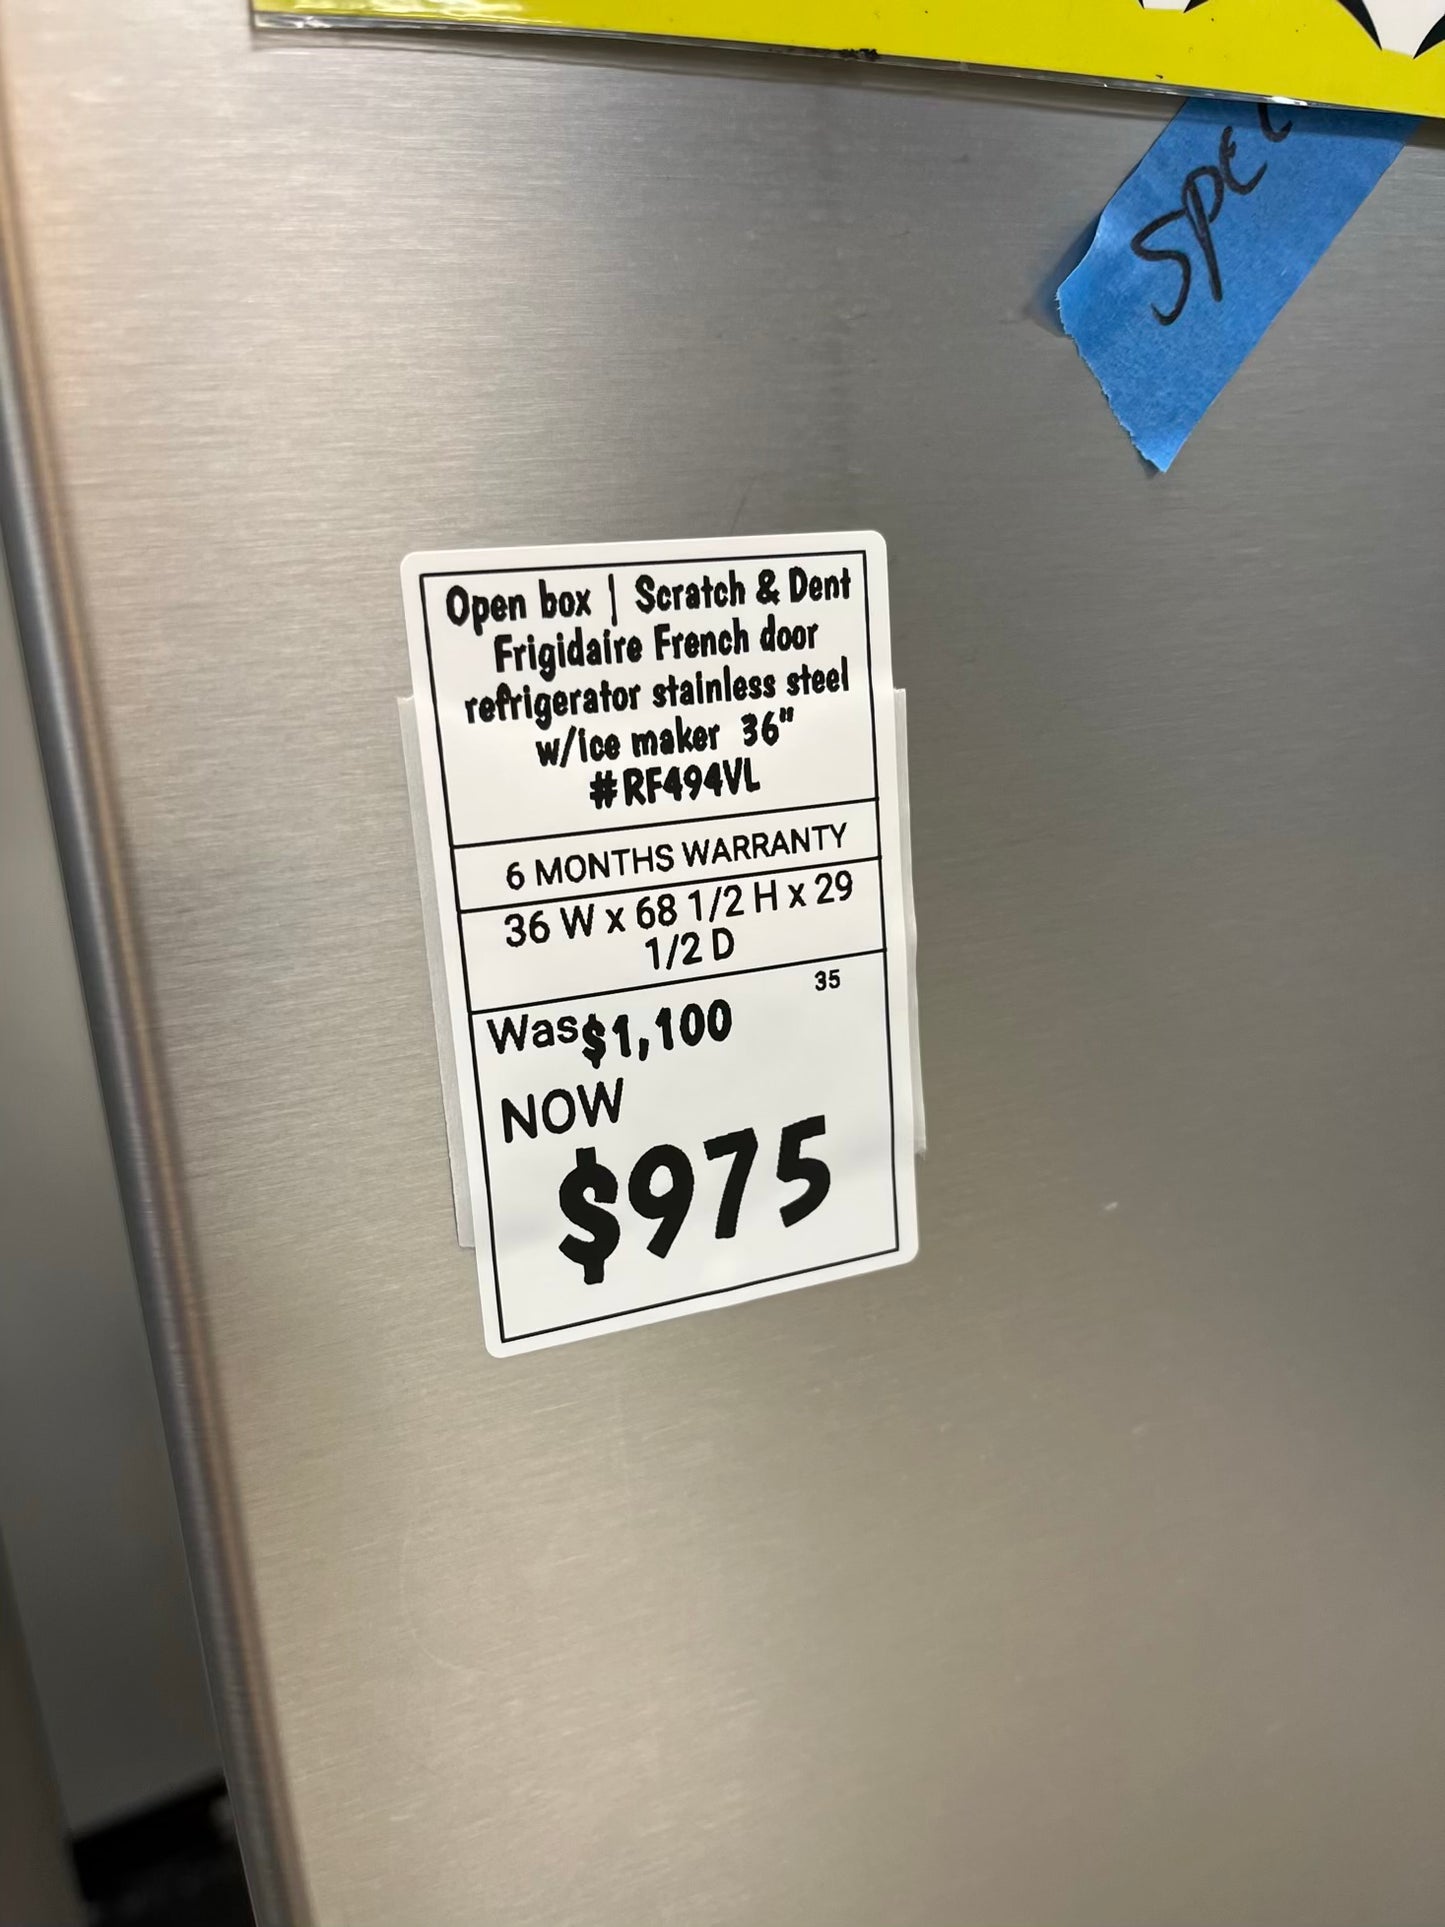 SPEC
Open box | Scratch & Dent
Frigidaire French door
refrigerator stainless steel
w/ice maker 36"
#RF494VL
6 MONTHS WARRANTY
36 W x 68 1/2 H x 29
1/2 D
35
Was$1,100
NOW
$975